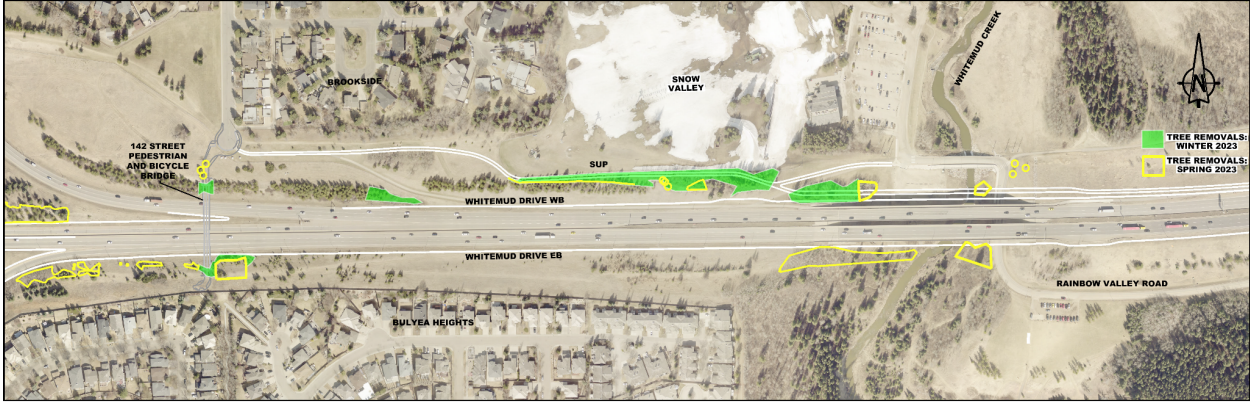 BROOKSIDE
SNOW
VALLEY
WHITEMUD CREEK
N
142 STREET
PEDESTRIAN
AND BICYCLE
BRIDGE
SUP
TREE REMOVALS:
WINTER 2023
TREE REMOVALS:
SPRING 2023
WHITEMUD DRIVE WB
WHITEMUD DRIVE EB
RAINBOW VALLEY ROAD
BULYEA HEIGHTS